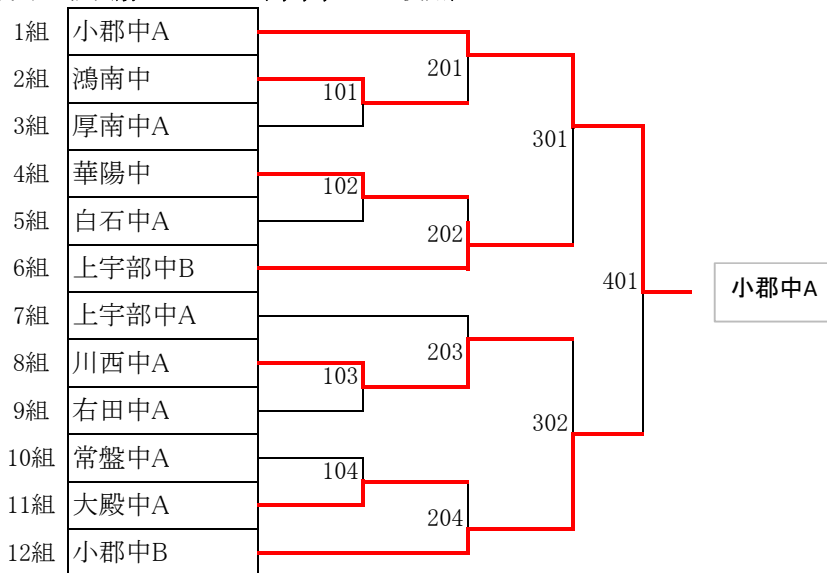 1組 小郡中A
2組 鴻南中
3組 厚南中A
4組 華陽中
5組 白石中A
6組 上宇部中B
7組 上宇部中A
8組 川西中A
9組 右田中A
10組 常盤中A
11組 大殿中A
12組 小郡中B
101
102
103
104
201
202
203
204
301
302
401
小郡中A